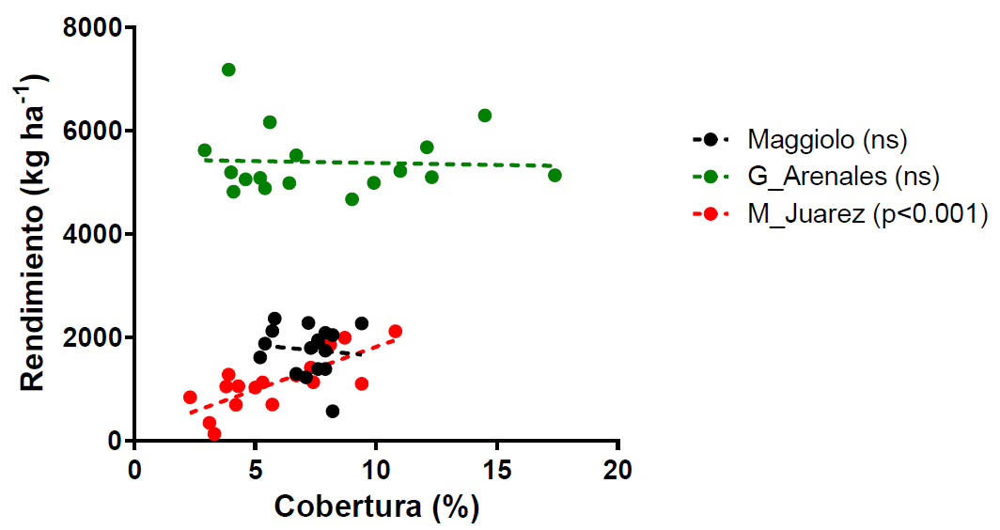 8000
6000
4000
2000
0
Rendimiento (kg ha-1)
0 5 10 15 20
Cobertura (%)
Maggiolo (ns)
G_Arenales (ns)
M_Juarez (p<0.001)